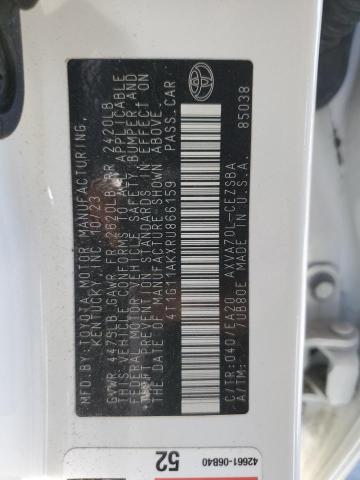 MFD.BY:TOYOTA MOTOR MANUFACTURING,
KENTUCKY,INC. 10/23
GVWR 4479LB GAWR FR 2620LB RR 2420LB
THIS VEHICLE CONFORMS TO ALL APPLICABLE
FEDERAL MOTOR VEHICLE SAFETY, BUMPER AND
THEFT PREVENTION STANDARDS IN EFFECT ON
THE DATE OF MANUFACTURE SHOWN ABOVE.
4T1G11AKXRU866159 PASS.CAR
C/TR:040/EA20 AXVA70L-CEZSBA
A/TM: /UB80E MADE IN U.S.A.
85038
42661-06B40
52